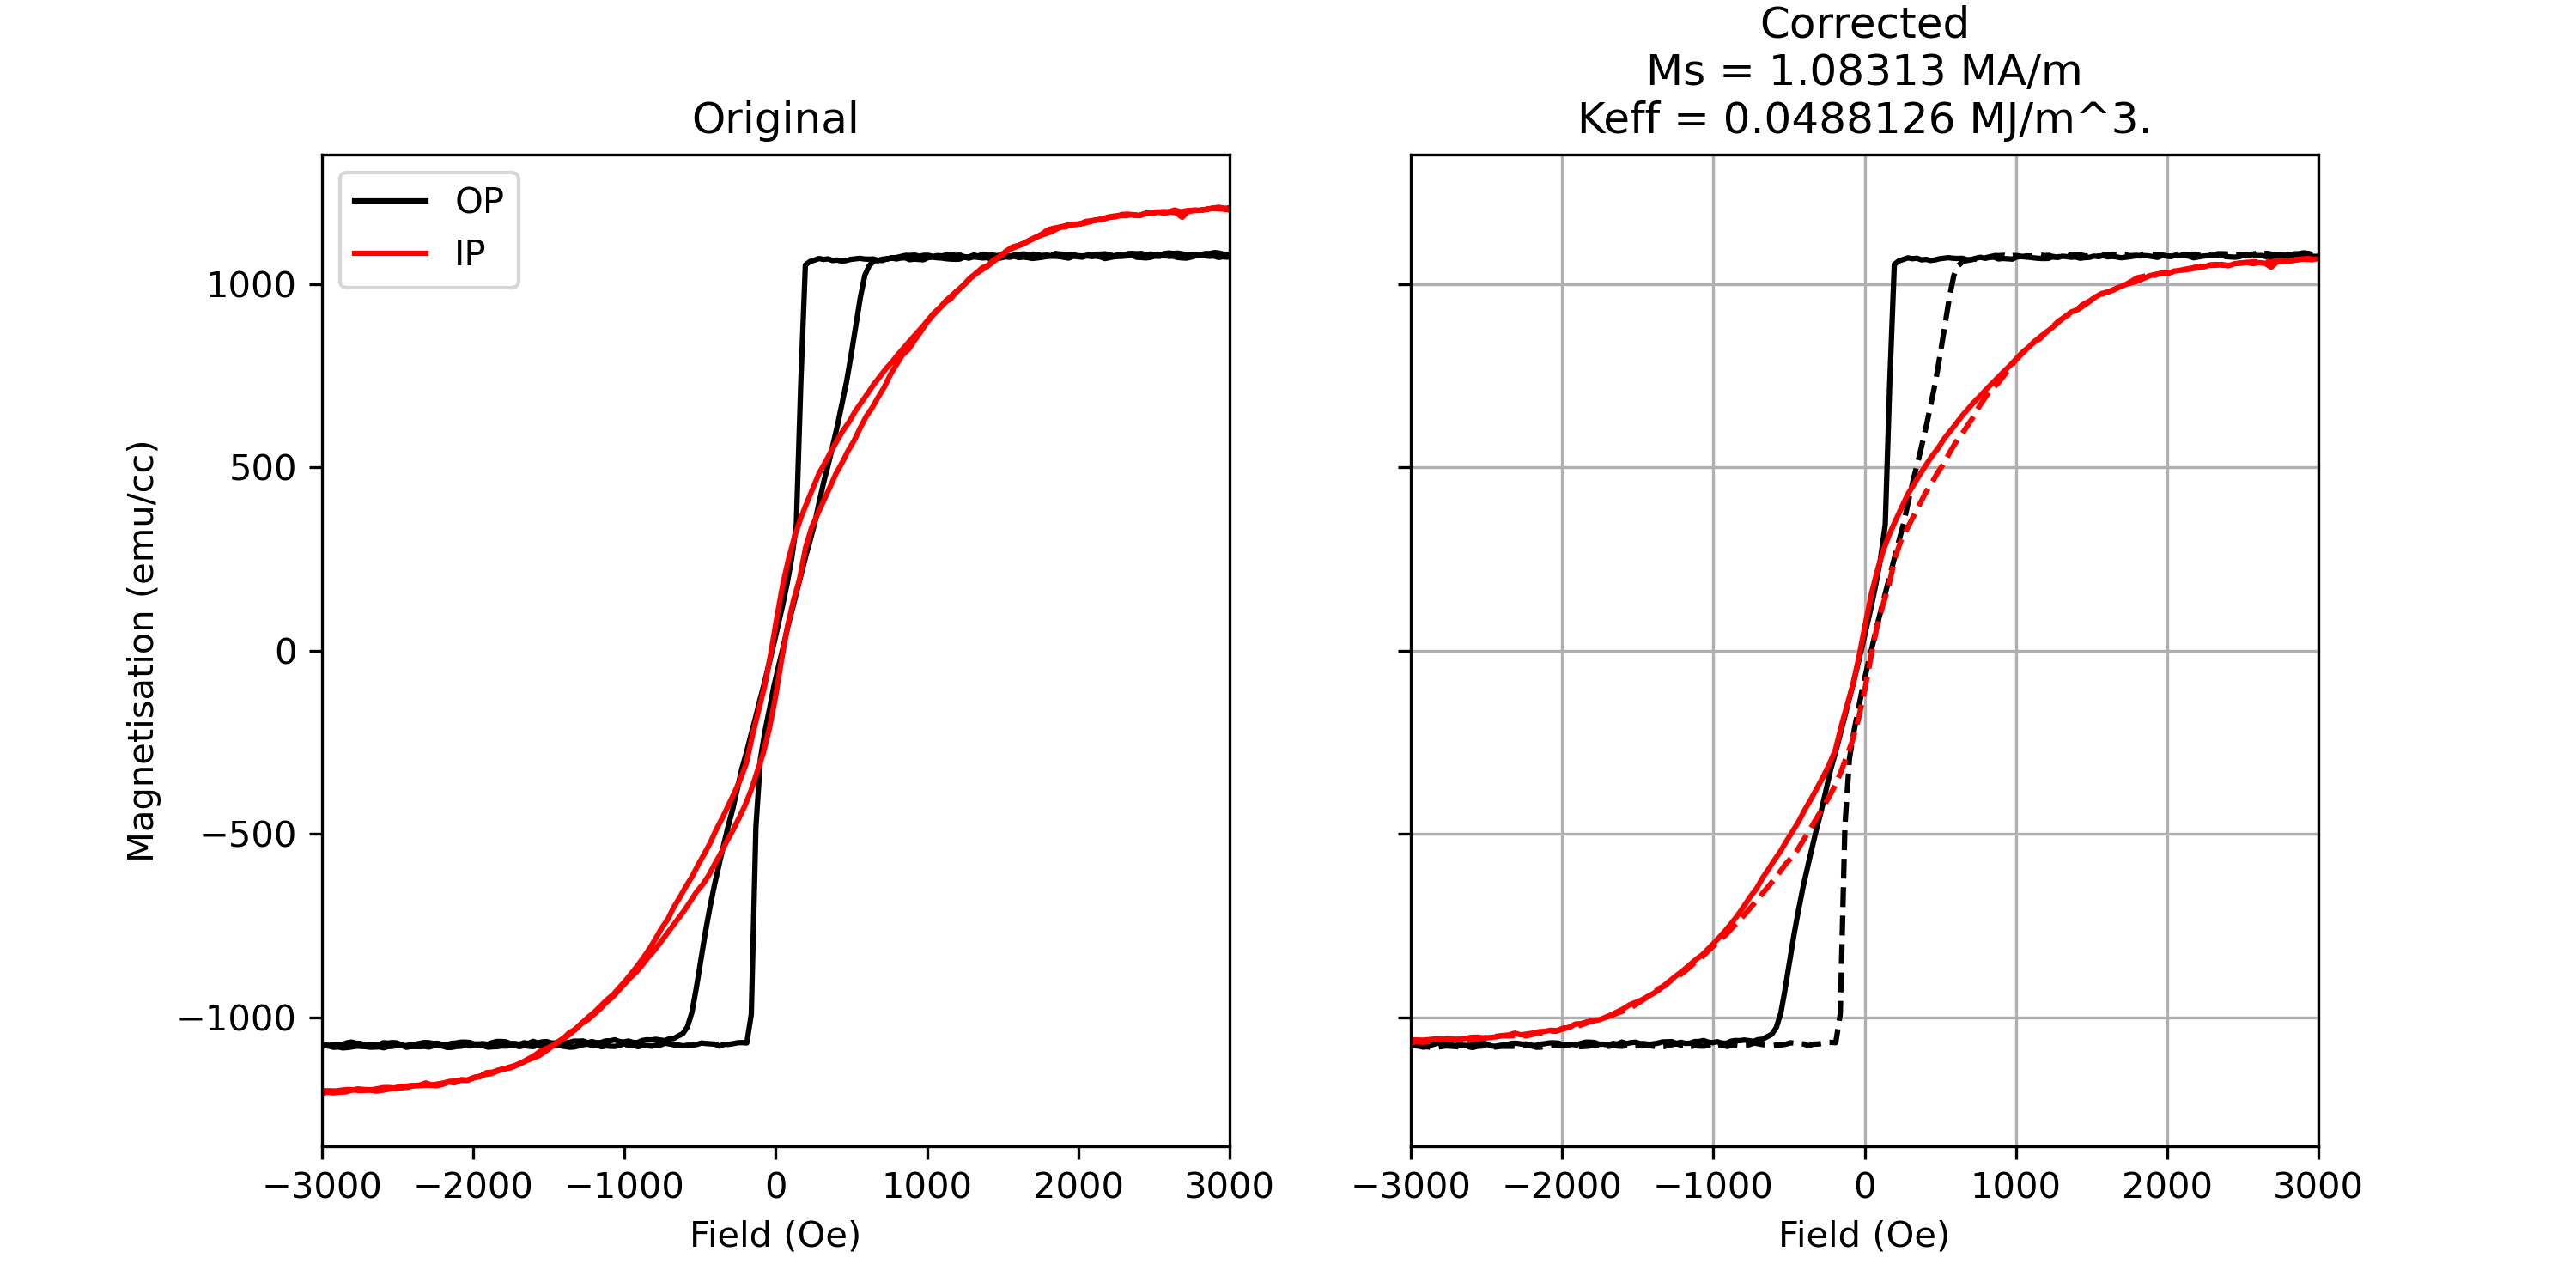 Original
OP
IP
1000
500
0
−500
−1000
Magnetisation (emu/cc)
−3000 −2000 −1000 0 1000 2000 3000
Field (Oe)
Corrected
Ms = 1.08313 MA/m
Keff = 0.0488126 MJ/m^3.
−3000 −2000 −1000 0 1000 2000 3000
Field (Oe)